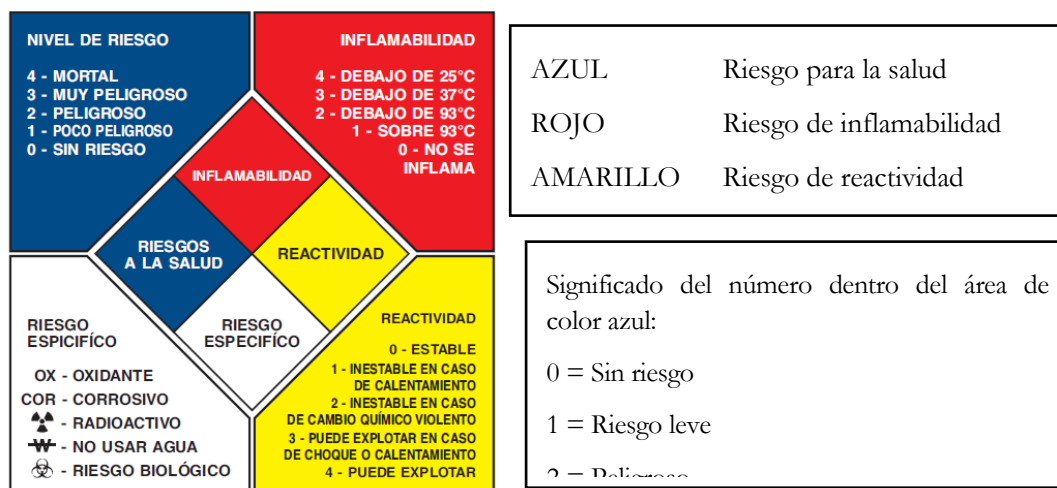 NIVEL DE RIESGO
4 - MORTAL
3 - MUY PELIGROSO
2 - PELIGROSO
1 - POCO PELIGROSO
0 - SIN RIESGO
INFLAMABILIDAD
4 - DEBAJO DE 25°C
3 - DEBAJO DE 37°C
2 - DEBAJO DE 93°C
1 - SOBRE 93°C
0 - NO SE
INFLAMA
INFLAMABILIDAD
RIESGOS
A LA SALUD
REACTIVIDAD
RIESGO
ESPECIFÍCO
RIESGO
ESPICIFÍCO
OX - OXIDANTE
COR - CORROSIVO
- RADIOACTIVO
W - NO USAR AGUA
- RIESGO BIOLÓGICO
REACTIVIDAD
0 - ESTABLE
1 - INESTABLE EN CASO
DE CALENTAMIENTO
2 - INESTABLE EN CASO
DE CAMBIO QUÍMICO VIOLENTO
3 - PUEDE EXPLOTAR EN CASO
DE CHOQUE O CALENTAMIENTO
4 - PUEDE EXPLOTAR
AZUL Riesgo para la salud
ROJO Riesgo de inflamabilidad
AMARILLO Riesgo de reactividad
Significado del número dentro del área de
color azul:
0 = Sin riesgo
1 = Riesgo leve
2 = Peligroso